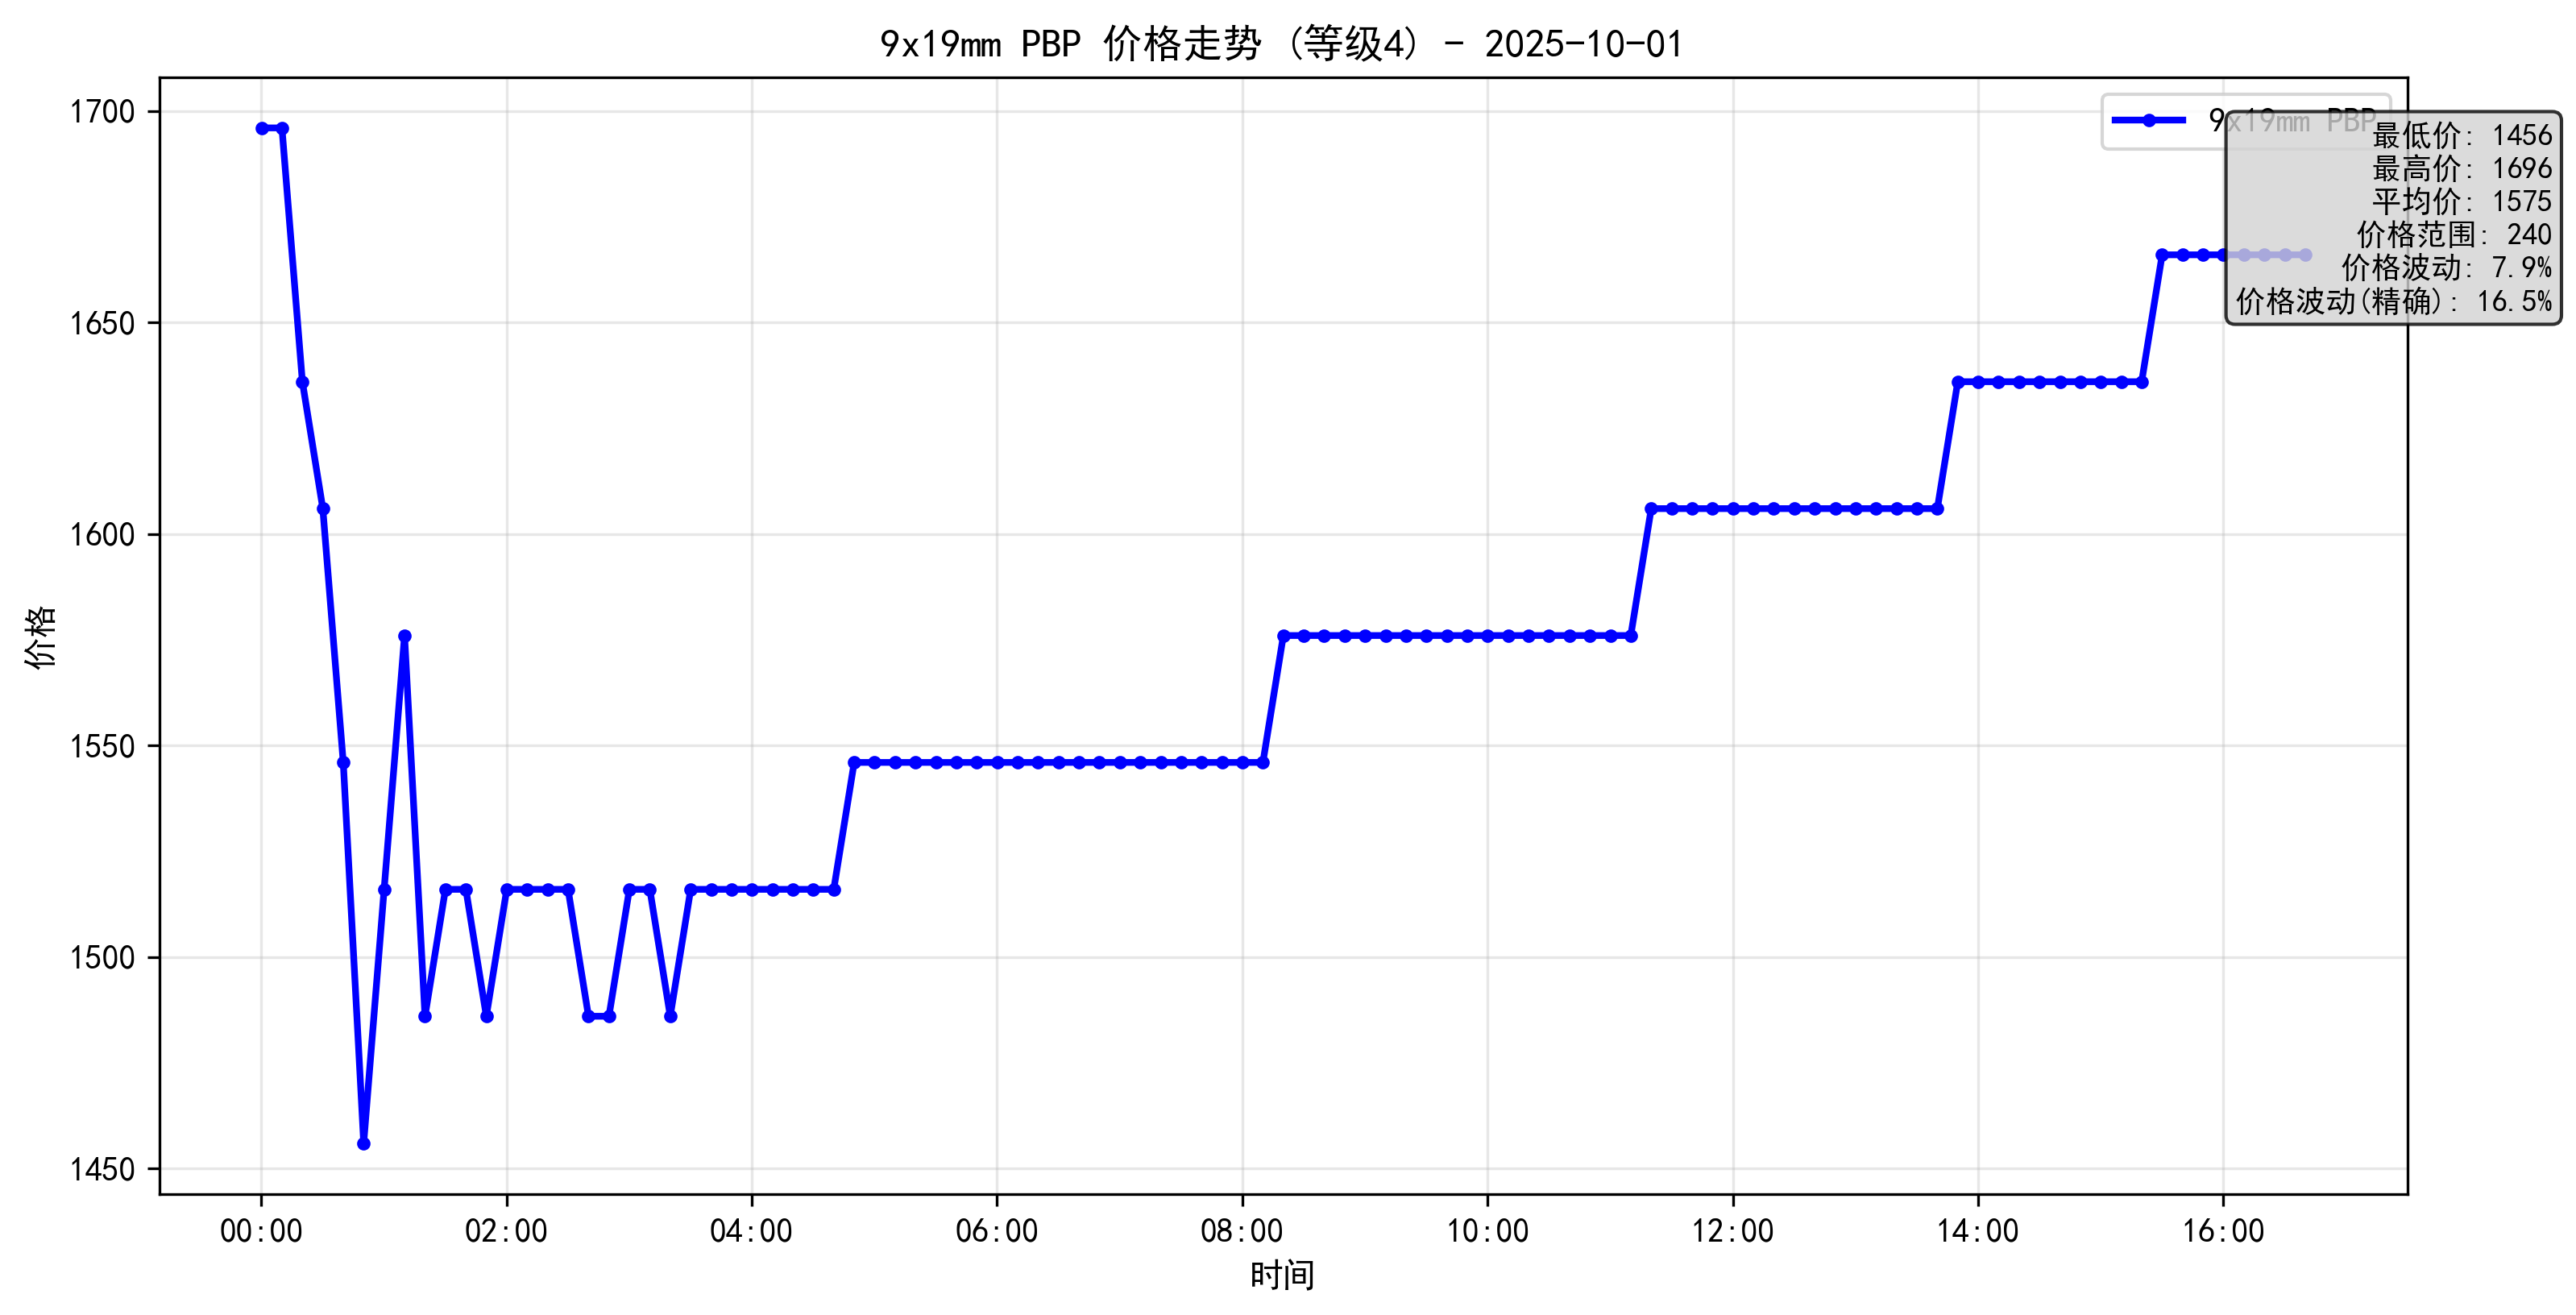 9x19mm PBP 价格走势 (等级4) - 2025-10-01
9x19mm PBP
最低价: 1456
最高价: 1696
平均价: 1575
价格范围: 240
价格波动: 7.9%
价格波动(精确): 16.5%
价格
1700
1650
1600
1550
1500
1450
00:00 02:00 04:00 06:00 08:00 10:00 12:00 14:00 16:00
时间